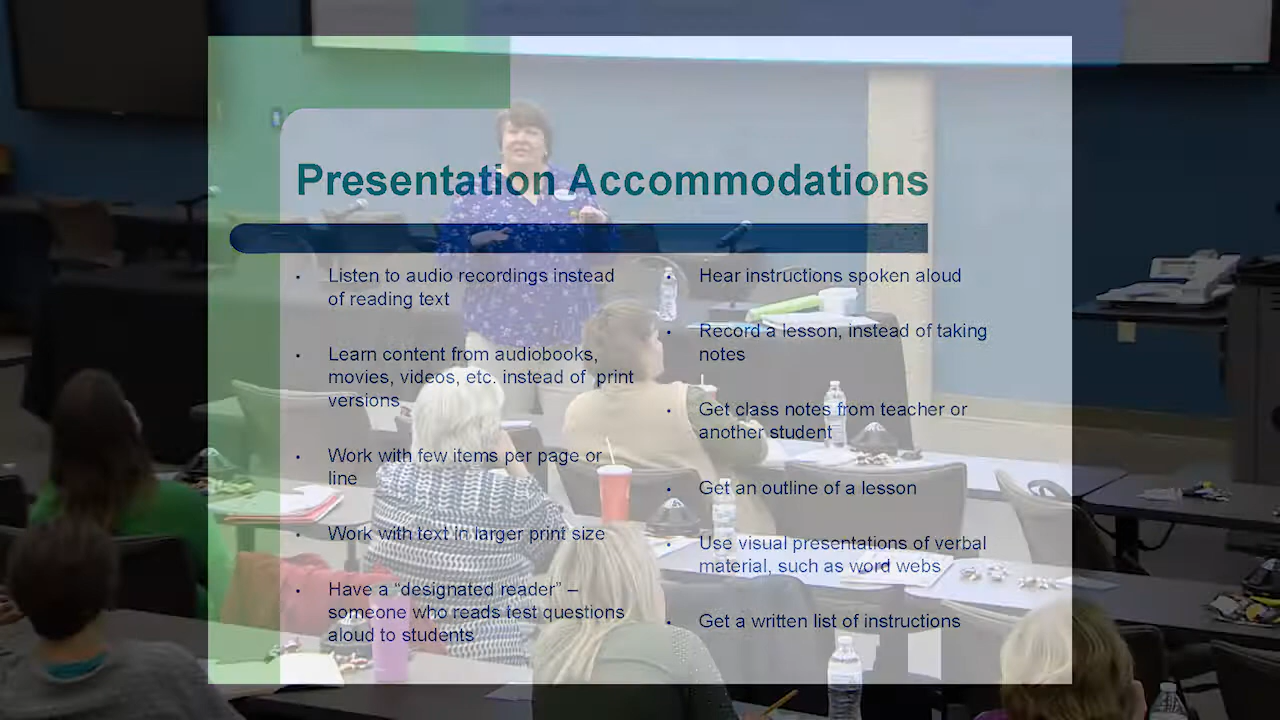 Presentation Accommodations
• Listen to audio recordings instead
of reading text
• Learn content from audiobooks,
movies, videos, etc. instead of print
versions
• Work with few items per page or
line
• Work with text in larger print size
• Have a “designated reader” –
someone who reads test questions
aloud to students
• Hear instructions spoken aloud
• Record a lesson, instead of taking
notes
• Get class notes from teacher or
another student
• Get an outline of a lesson
• Use visual presentations of verbal
material, such as word webs
• Get a written list of instructions